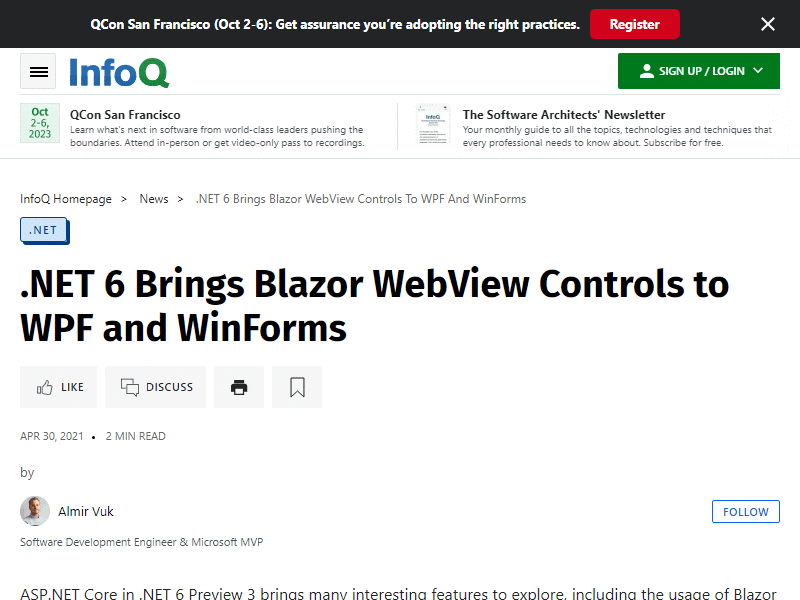 QCon San Francisco (Oct 2-6): Get assurance you're adopting the right practices. Register
InfoQ
SIGN UP / LOGIN
Oct
2-6,
2023
QCon San Francisco
Learn what's next in software from world-class leaders pushing the
boundaries. Attend in-person or get video-only pass to recordings.
InfoQ
The Software Architects' Newsletter
Your monthly guide to all the topics, technologies and techniques that
every professional needs to know about. Subscribe for free.
InfoQ Homepage > News > .NET 6 Brings Blazor WebView Controls To WPF And WinForms
.NET
.NET 6 Brings Blazor WebView Controls to
WPF and WinForms
LIKE DISCUSS
APR 30, 2021 • 2 MIN READ
by
Almir Vuk
FOLLOW
Software Development Engineer & Microsoft MVP
ASP.NET Core in .NET 6 Preview 3 brings many interesting features to explore, including the usage of Blazor